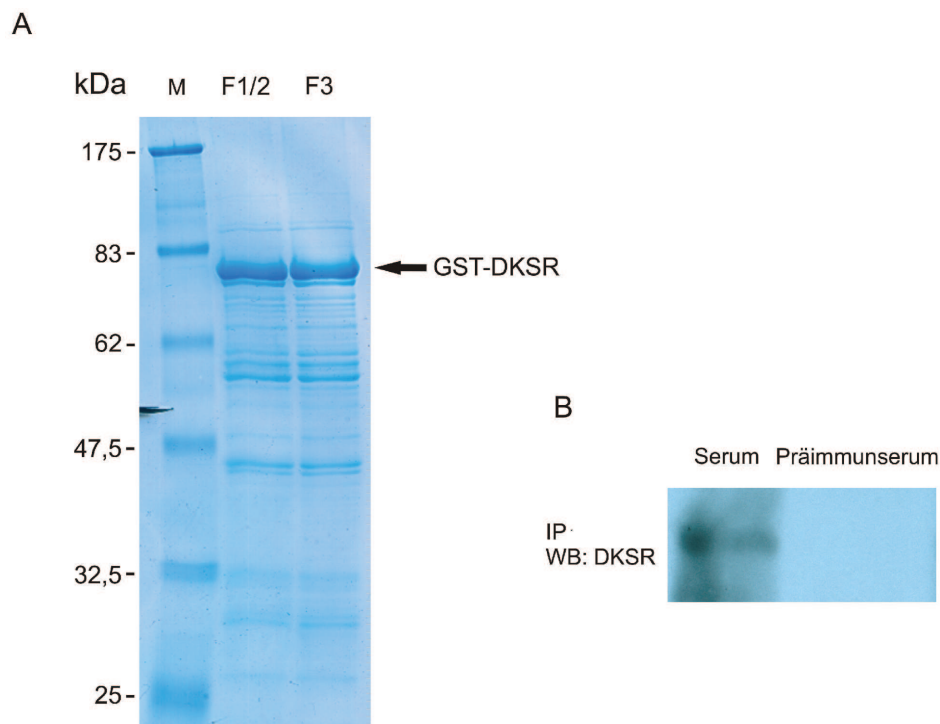 A
kDa M F1/2 F3
175 -
83 -
GST-DKSR
62 -
47,5 -
32,5 -
25 -
B
Serum Präimmunserum
IP
WB: DKSR